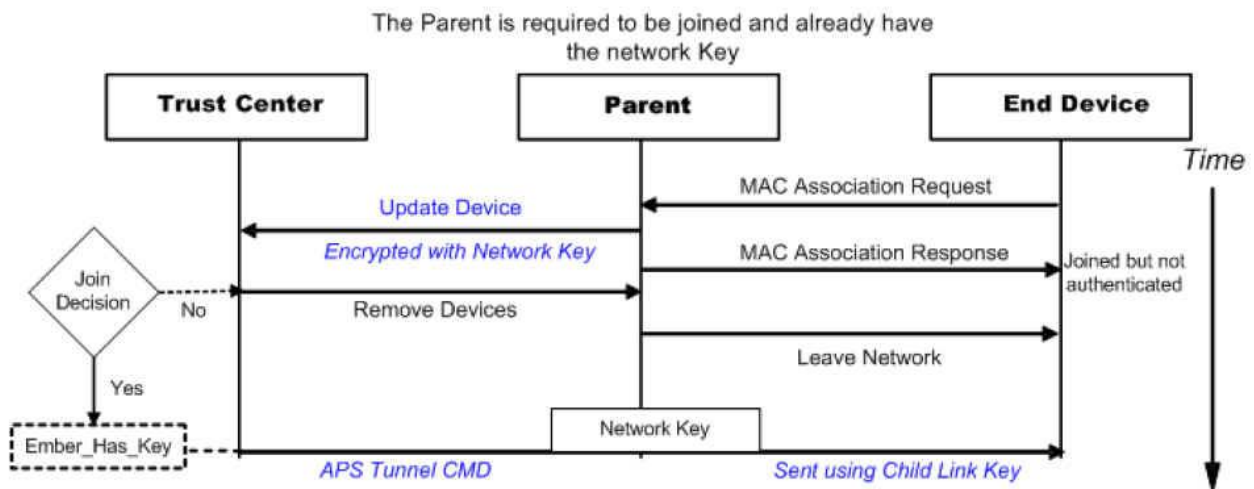 The Parent is required to be joined and already have
the network Key
Trust Center
Parent
End Device
Time
MAC Association Request
Update Device
Encrypted with Network Key
MAC Association Response
Joined but not
authenticated
Join
Decision
No
Remove Devices
Leave Network
Yes
Network Key
Ember_Has_Key
APS Tunnel CMD
Sent using Child Link Key